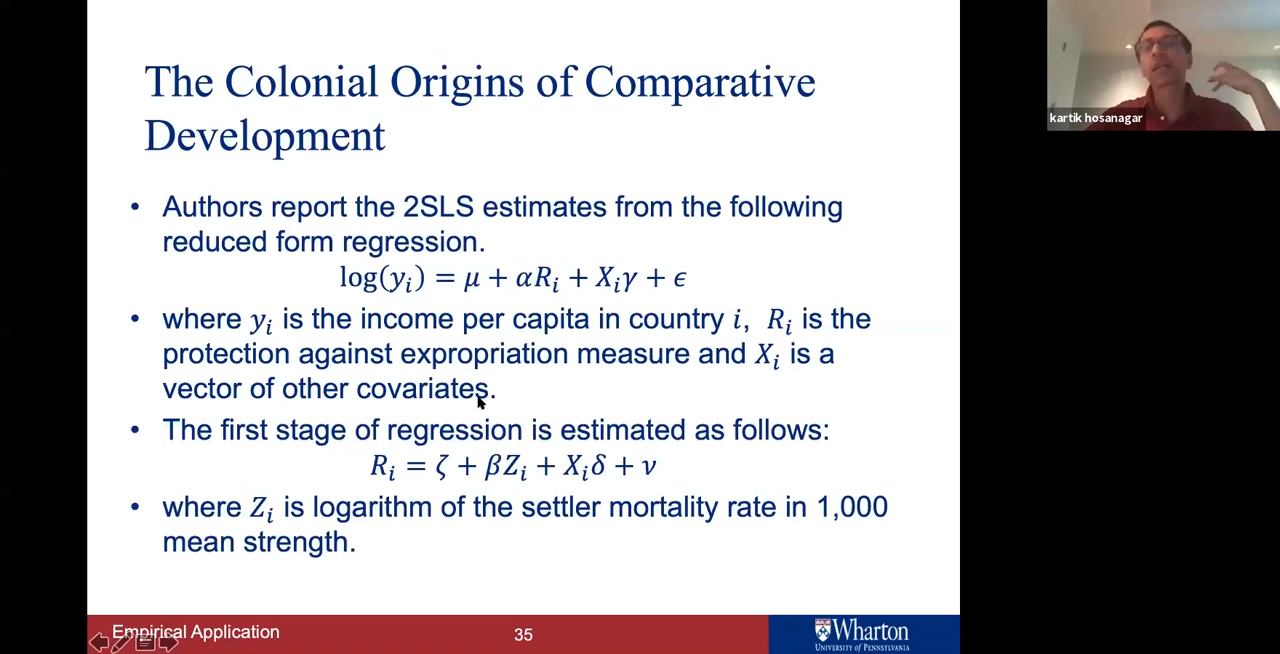 The Colonial Origins of Comparative
Development
• Authors report the 2SLS estimates from the following
reduced form regression.
log(yᵢ) = μ + αRᵢ + Xᵢγ + ϵ
• where yᵢ is the income per capita in country i, Rᵢ is the
protection against expropriation measure and Xᵢ is a
vector of other covariates.
• The first stage of regression is estimated as follows:
Rᵢ = ζ + βZᵢ + Xᵢδ + ν
• where Zᵢ is logarithm of the settler mortality rate in 1,000
mean strength.
Empirical Application
35
Wharton
UNIVERSITY of PENNSYLVANIA
kartik hosanagar